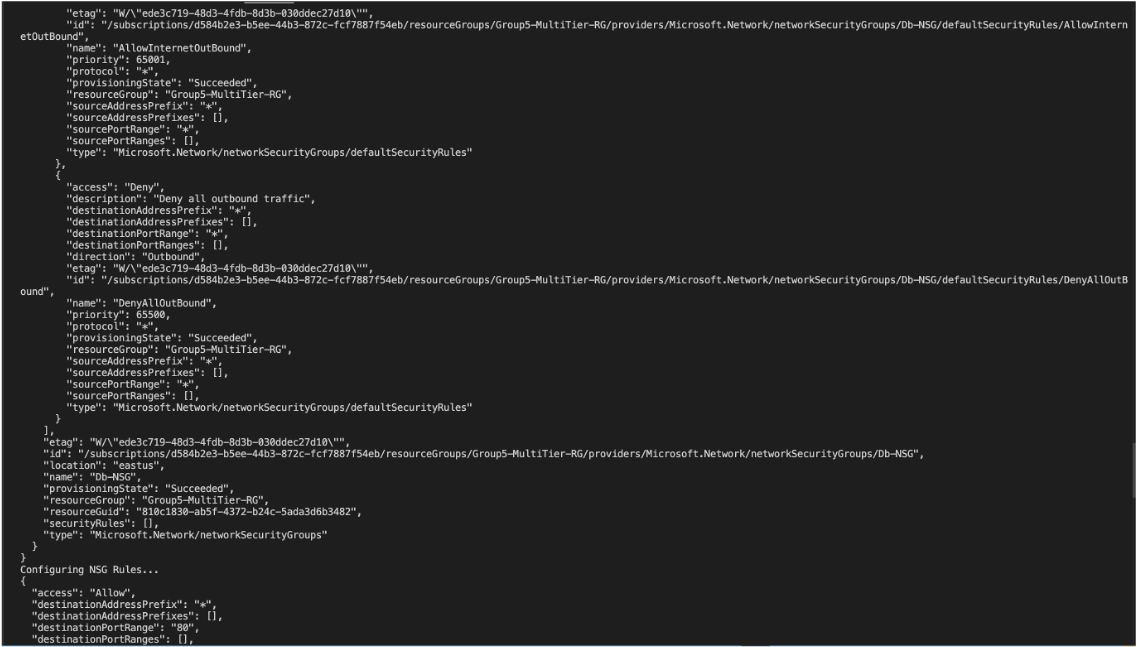 "etag": "W/\"ede3c719-48d3-4fdb-8d3b-030ddec27d10\"",
        "id": "/subscriptions/d584b2e3-b5ee-44b3-872c-fcf7887f54eb/resourceGroups/Group5-MultiTier-RG/providers/Microsoft.Network/networkSecurityGroups/Db-NSG/defaultSecurityRules/AllowIntern
etOutBound",
        "name": "AllowInternetOutBound",
        "priority": 65001,
        "protocol": "*",
        "provisioningState": "Succeeded",
        "resourceGroup": "Group5-MultiTier-RG",
        "sourceAddressPrefix": "*",
        "sourceAddressPrefixes": [],
        "sourcePortRange": "*",
        "sourcePortRanges": [],
        "type": "Microsoft.Network/networkSecurityGroups/defaultSecurityRules"
      },
      {
        "access": "Deny",
        "description": "Deny all outbound traffic",
        "destinationAddressPrefix": "*",
        "destinationAddressPrefixes": [],
        "destinationPortRange": "*",
        "destinationPortRanges": [],
        "direction": "Outbound",
        "etag": "W/\"ede3c719-48d3-4fdb-8d3b-030ddec27d10\"",
        "id": "/subscriptions/d584b2e3-b5ee-44b3-872c-fcf7887f54eb/resourceGroups/Group5-MultiTier-RG/providers/Microsoft.Network/networkSecurityGroups/Db-NSG/defaultSecurityRules/DenyAllOutB
ound",
        "name": "DenyAllOutBound",
        "priority": 65500,
        "protocol": "*",
        "provisioningState": "Succeeded",
        "resourceGroup": "Group5-MultiTier-RG",
        "sourceAddressPrefix": "*",
        "sourceAddressPrefixes": [],
        "sourcePortRange": "*",
        "sourcePortRanges": [],
        "type": "Microsoft.Network/networkSecurityGroups/defaultSecurityRules"
      }
    ],
    "etag": "W/\"ede3c719-48d3-4fdb-8d3b-030ddec27d10\"",
    "id": "/subscriptions/d584b2e3-b5ee-44b3-872c-fcf7887f54eb/resourceGroups/Group5-MultiTier-RG/providers/Microsoft.Network/networkSecurityGroups/Db-NSG",
    "location": "eastus",
    "name": "Db-NSG",
    "provisioningState": "Succeeded",
    "resourceGroup": "Group5-MultiTier-RG",
    "resourceGuid": "810c1830-ab5f-4372-b24c-5ada3d6b3482",
    "securityRules": [],
    "type": "Microsoft.Network/networkSecurityGroups"
  }
}
Configuring NSG Rules...
{
  "access": "Allow",
  "destinationAddressPrefix": "*",
  "destinationAddressPrefixes": [],
  "destinationPortRange": "80",
  "destinationPortRanges": [],